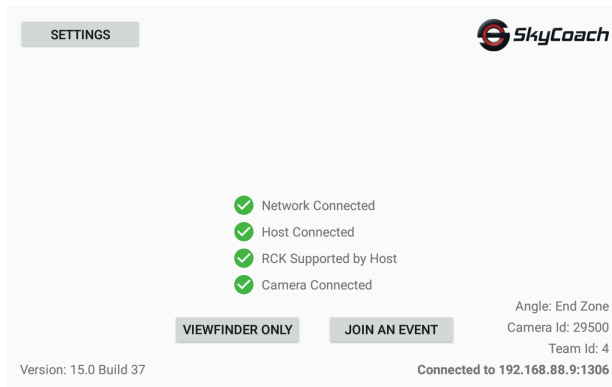 SETTINGS
SkyCoach
Network Connected
Host Connected
RCK Supported by Host
Camera Connected
VIEWFINDER ONLY
JOIN AN EVENT
Angle: End Zone
Camera Id: 29500
Team Id: 4
Version: 15.0 Build 37
Connected to 192.168.88.9:1306